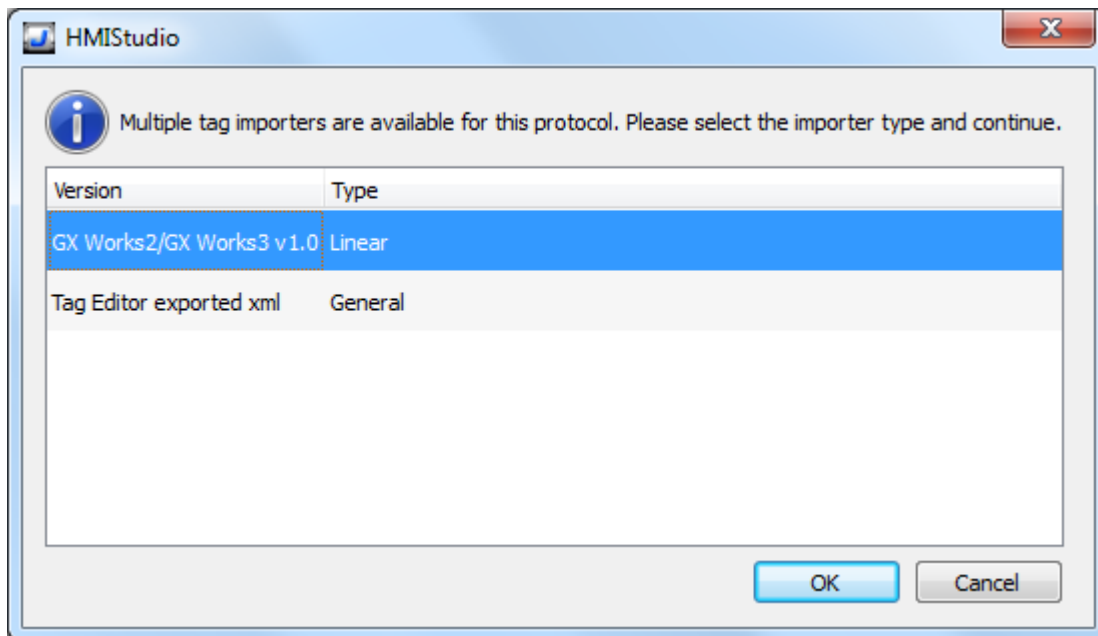 HMIStudio
Multiple tag importers are available for this protocol. Please select the importer type and continue.
Version Type
GX Works2/GX Works3 v1.0 Linear
Tag Editor exported xml General
OK Cancel